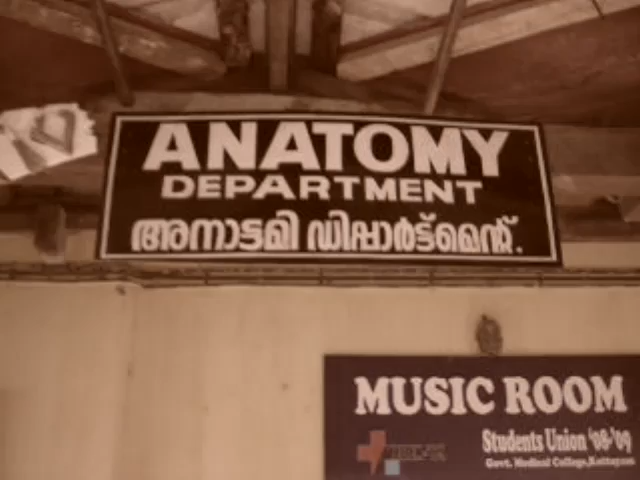 ANATOMY
DEPARTMENT
അനാട്ടമി ഡിപ്പാർട്ട്മെന്റ്.
MUSIC ROOM
Students Union '08-'09
Govt. Medical College, Kottayam